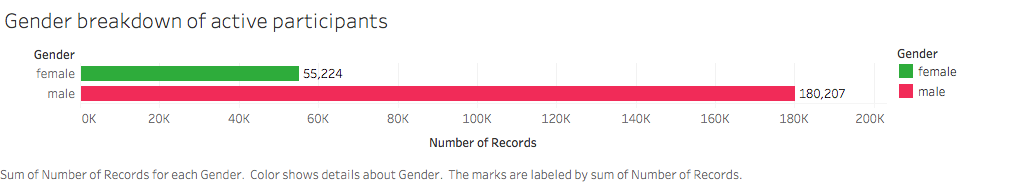 Gender breakdown of active participants
Gender
female 55,224
male 180,207
0K 20K 40K 60K 80K 100K 120K 140K 160K 180K 200K
Number of Records
Gender
female
male
Sum of Number of Records for each Gender. Color shows details about Gender. The marks are labeled by sum of Number of Records.